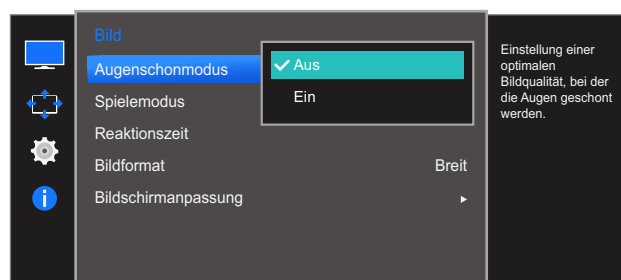 Bild
Augenschonmodus
Aus
Ein
Spielemodus
Reaktionszeit
Bildformat Breit
Bildschirmanpassung
Einstellung einer
optimalen
Bildqualität, bei der
die Augen geschont
werden.